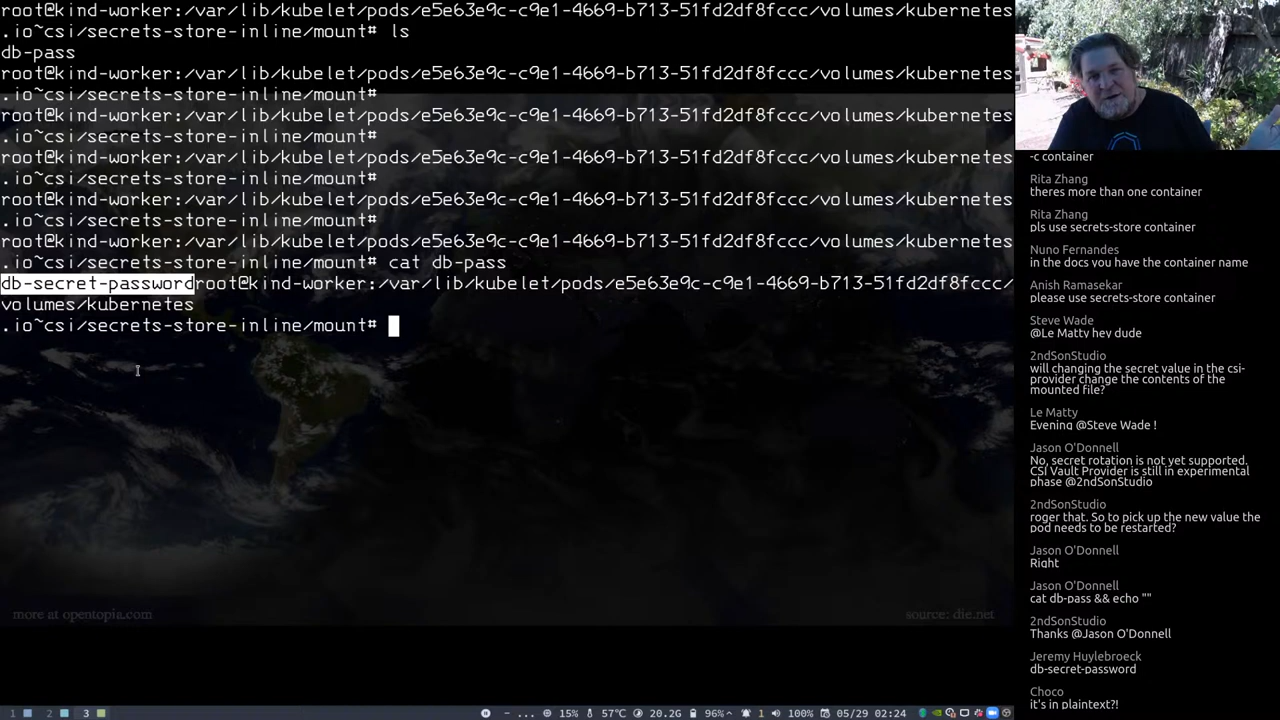 root@kind-worker:/var/lib/kubelet/pods/e5e63e9c-c9e1-4669-b713-51fd2df8fccc/volumes/kubernetes
.io~csi/secrets-store-inline/mount# ls
db-pass
root@kind-worker:/var/lib/kubelet/pods/e5e63e9c-c9e1-4669-b713-51fd2df8fccc/volumes/kubernetes
.io~csi/secrets-store-inline/mount#
root@kind-worker:/var/lib/kubelet/pods/e5e63e9c-c9e1-4669-b713-51fd2df8fccc/volumes/kubernetes
.io~csi/secrets-store-inline/mount#
root@kind-worker:/var/lib/kubelet/pods/e5e63e9c-c9e1-4669-b713-51fd2df8fccc/volumes/kubernetes
.io~csi/secrets-store-inline/mount#
root@kind-worker:/var/lib/kubelet/pods/e5e63e9c-c9e1-4669-b713-51fd2df8fccc/volumes/kubernetes
.io~csi/secrets-store-inline/mount#
root@kind-worker:/var/lib/kubelet/pods/e5e63e9c-c9e1-4669-b713-51fd2df8fccc/volumes/kubernetes
.io~csi/secrets-store-inline/mount# cat db-pass
db-secret-passwordroot@kind-worker:/var/lib/kubelet/pods/e5e63e9c-c9e1-4669-b713-51fd2df8fccc/
volumes/kubernetes
.io~csi/secrets-store-inline/mount#
more at opentopia.com
source: die.net
-c container
Rita Zhang
theres more than one container
Rita Zhang
pls use secrets-store container
Nuno Fernandes
in the docs you have the container name
Anish Ramasekar
please use secrets-store container
Steve Wade
@Le Matty hey dude
2ndSonStudio
will changing the secret value in the csi-
provider change the contents of the
mounted file?
Le Matty
Evening @Steve Wade !
Jason O'Donnell
No, secret rotation is not yet supported.
CSI Vault Provider is still in experimental
phase @2ndSonStudio
2ndSonStudio
roger that. So to pick up the new value the
pod needs to be restarted?
Jason O'Donnell
Right
Jason O'Donnell
cat db-pass && echo ""
2ndSonStudio
Thanks @Jason O'Donnell
Jeremy Huylebroeck
db-secret-password
Choco
it's in plaintext?!
1 2 3 – ... 15% 57℃ 20.2G 96% 1 100% 05/29 02:24